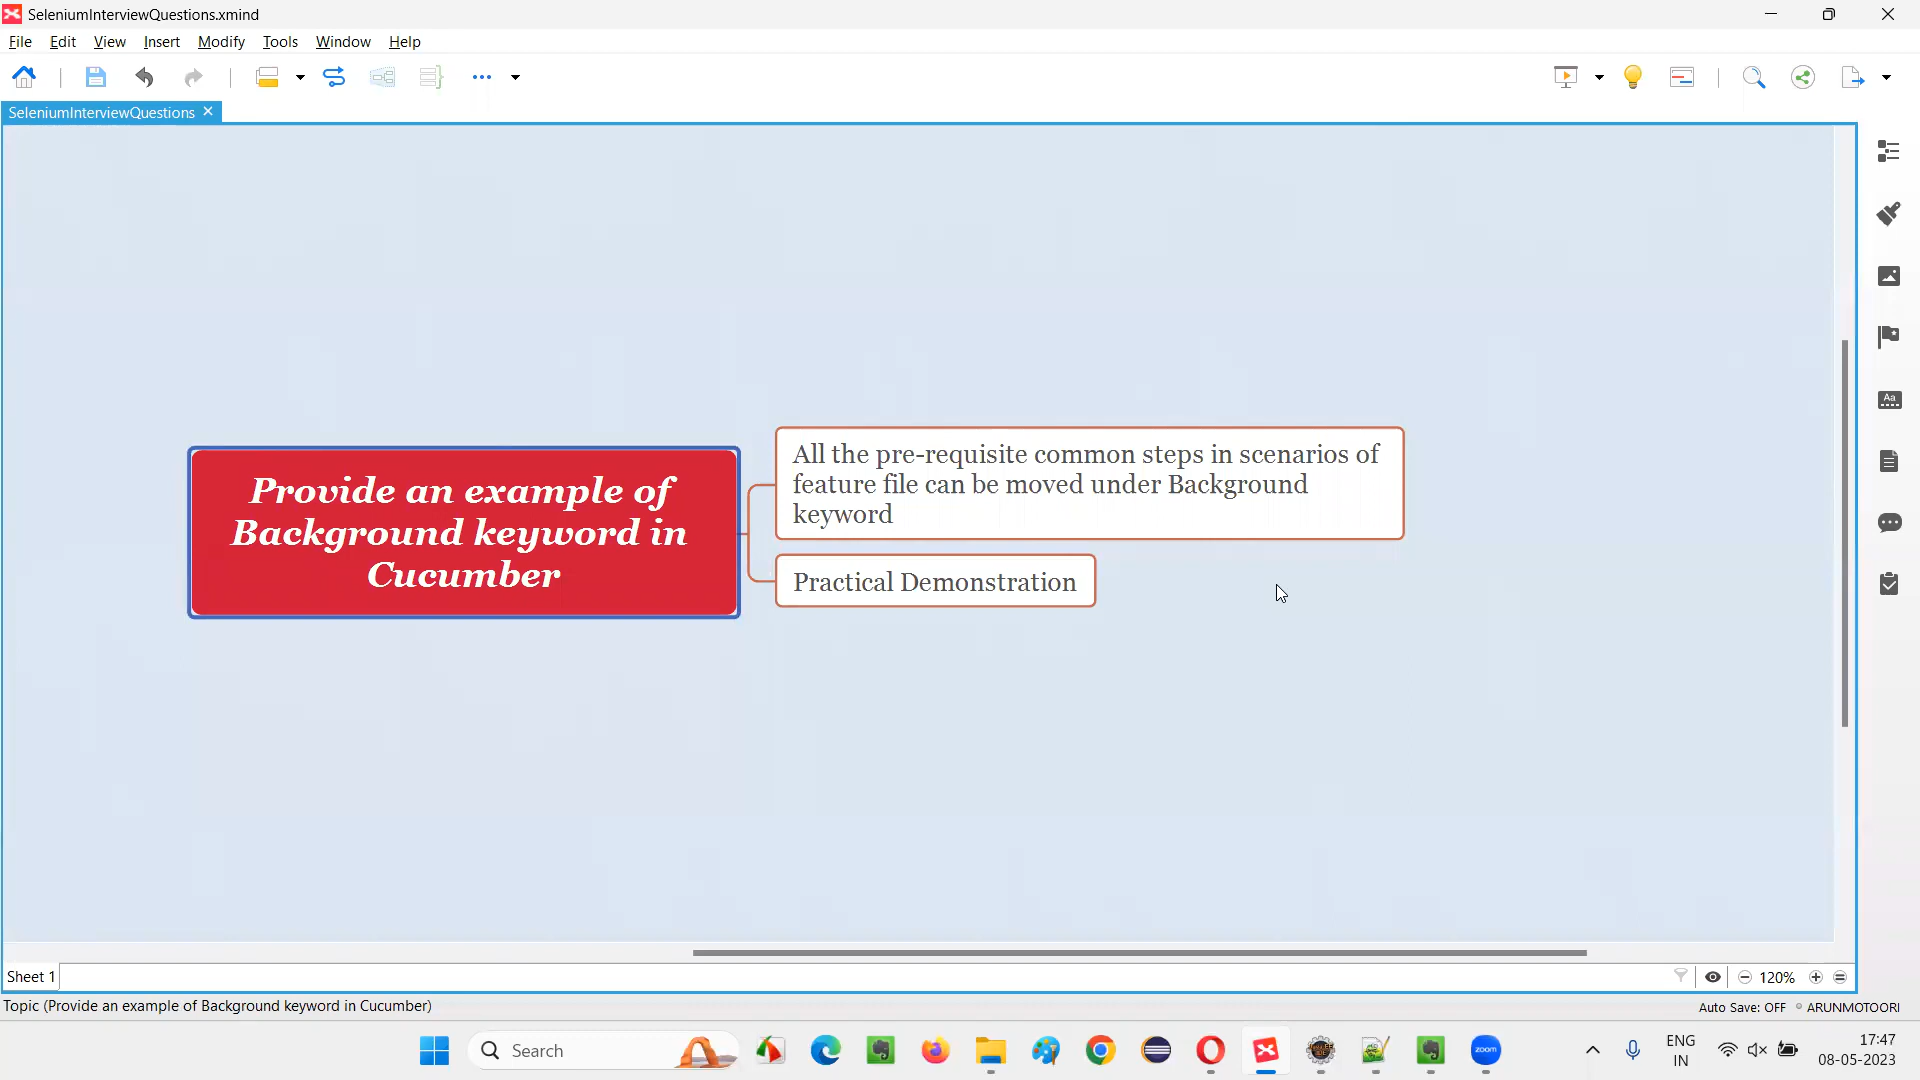 SeleniumInterviewQuestions.xmind
File Edit View Insert Modify Tools Window Help
SeleniumInterviewQuestions
Provide an example of
Background keyword in
Cucumber
All the pre-requisite common steps in scenarios of
feature file can be moved under Background
keyword
Practical Demonstration
Aa
Sheet 1
120%
Topic (Provide an example of Background keyword in Cucumber)
Auto Save: OFF
ARUNMOTOORI
Search
zoom
ENG
IN
17:47
08-05-2023